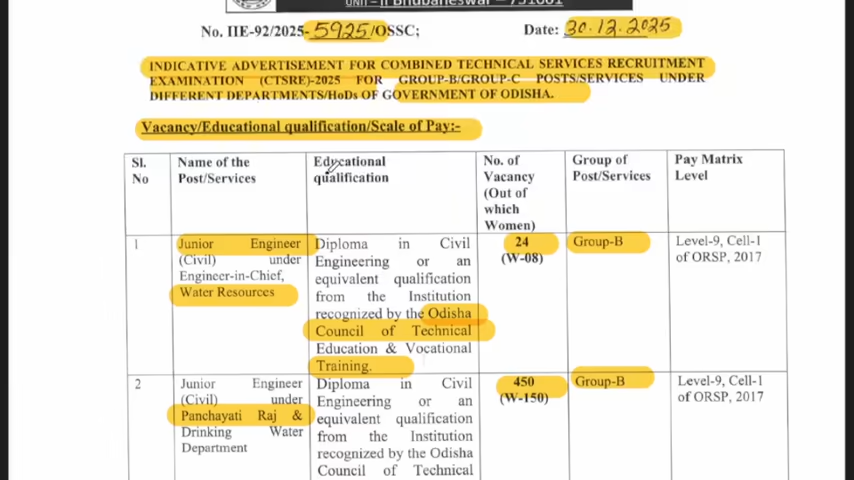 UNIT – II Bhubaneswar – 751001
No. IIE-92/2025-5925/OSSC; Date: 30.12.2025
INDICATIVE ADVERTISEMENT FOR COMBINED TECHNICAL SERVICES RECRUITMENT
EXAMINATION (CTSRE)-2025 FOR GROUP-B/GROUP-C POSTS/SERVICES UNDER
DIFFERENT DEPARTMENTS/HoDs OF GOVERNMENT OF ODISHA.
Vacancy/Educational qualification/Scale of Pay:-
Sl. No
Name of the Post/Services
Educational qualification
No. of Vacancy (Out of which Women)
Group of Post/Services
Pay Matrix Level
1
Junior Engineer
(Civil) under
Engineer-in-Chief,
Water Resources
Diploma in Civil
Engineering or an
equivalent qualification
from the Institution
recognized by the Odisha
Council of Technical
Education & Vocational
Training.
24
(W-08)
Group-B
Level-9, Cell-1
of ORSP, 2017
2
Junior Engineer
(Civil) under
Panchayati Raj &
Drinking Water
Department
Diploma in Civil
Engineering or an
equivalent qualification
from the Institution
recognized by the Odisha
Council of Technical
450
(W-150)
Group-B
Level-9, Cell-1
of ORSP, 2017